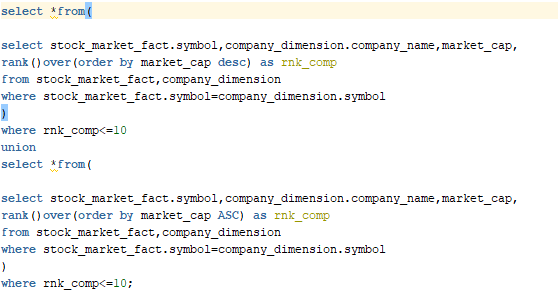 select *from(
select stock_market_fact.symbol,company_dimension.company_name,market_cap,
rank()over(order by market_cap desc) as rnk_comp
from stock_market_fact,company_dimension
where stock_market_fact.symbol=company_dimension.symbol
)
where rnk_comp<=10
union
select *from(
select stock_market_fact.symbol,company_dimension.company_name,market_cap,
rank()over(order by market_cap ASC) as rnk_comp
from stock_market_fact,company_dimension
where stock_market_fact.symbol=company_dimension.symbol
)
where rnk_comp<=10;